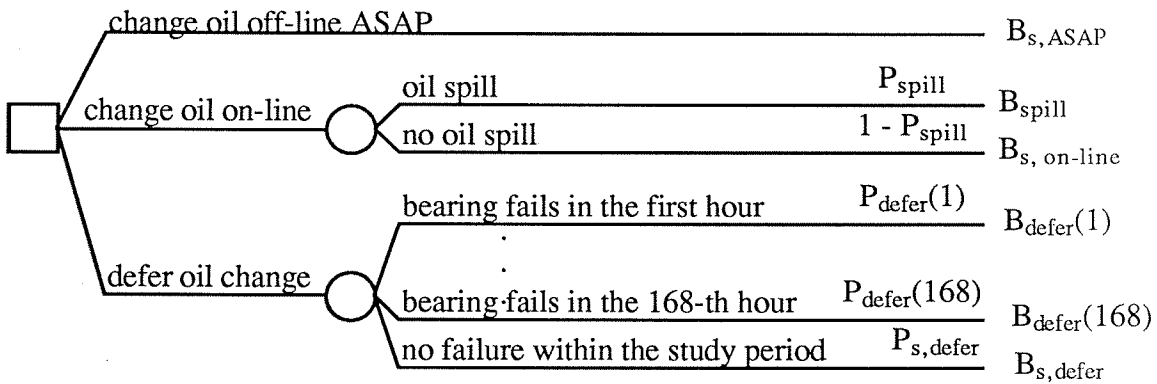 change oil off-line ASAP B_s,ASAP
oil spill P_spill B_spill
change oil on-line
no oil spill 1 - P_spill B_s, on-line
bearing fails in the first hour P_defer(1) B_defer(1)
.
.
defer oil change
bearing fails in the 168-th hour P_defer(168) B_defer(168)
no failure within the study period P_s,defer B_s,defer